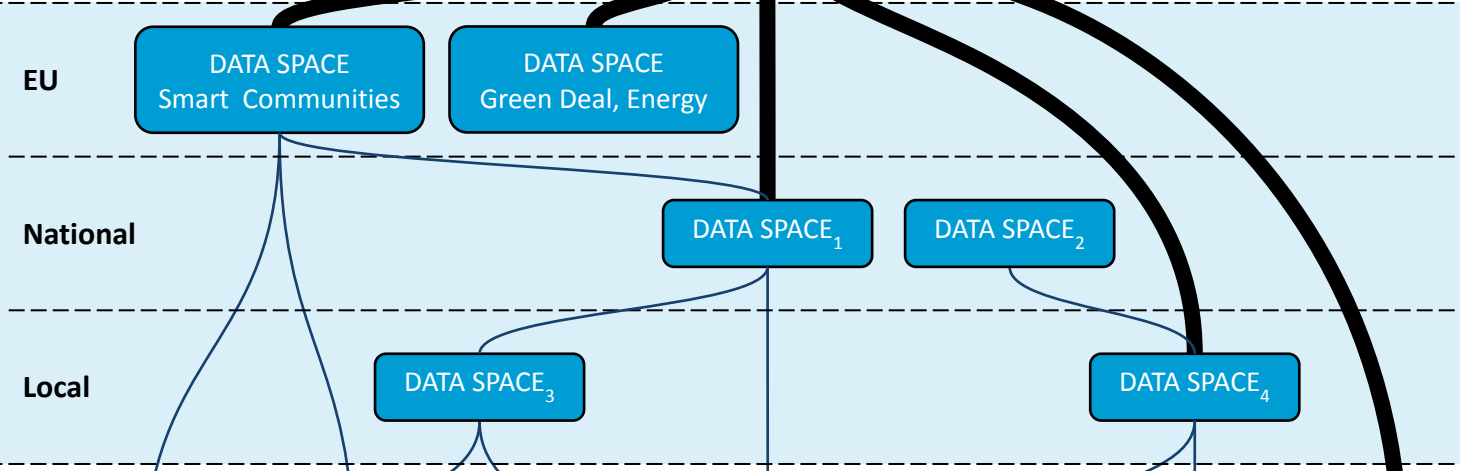 EU
DATA SPACE
Smart Communities
DATA SPACE
Green Deal, Energy
National
DATA SPACE₁
DATA SPACE₂
Local
DATA SPACE₃
DATA SPACE₄